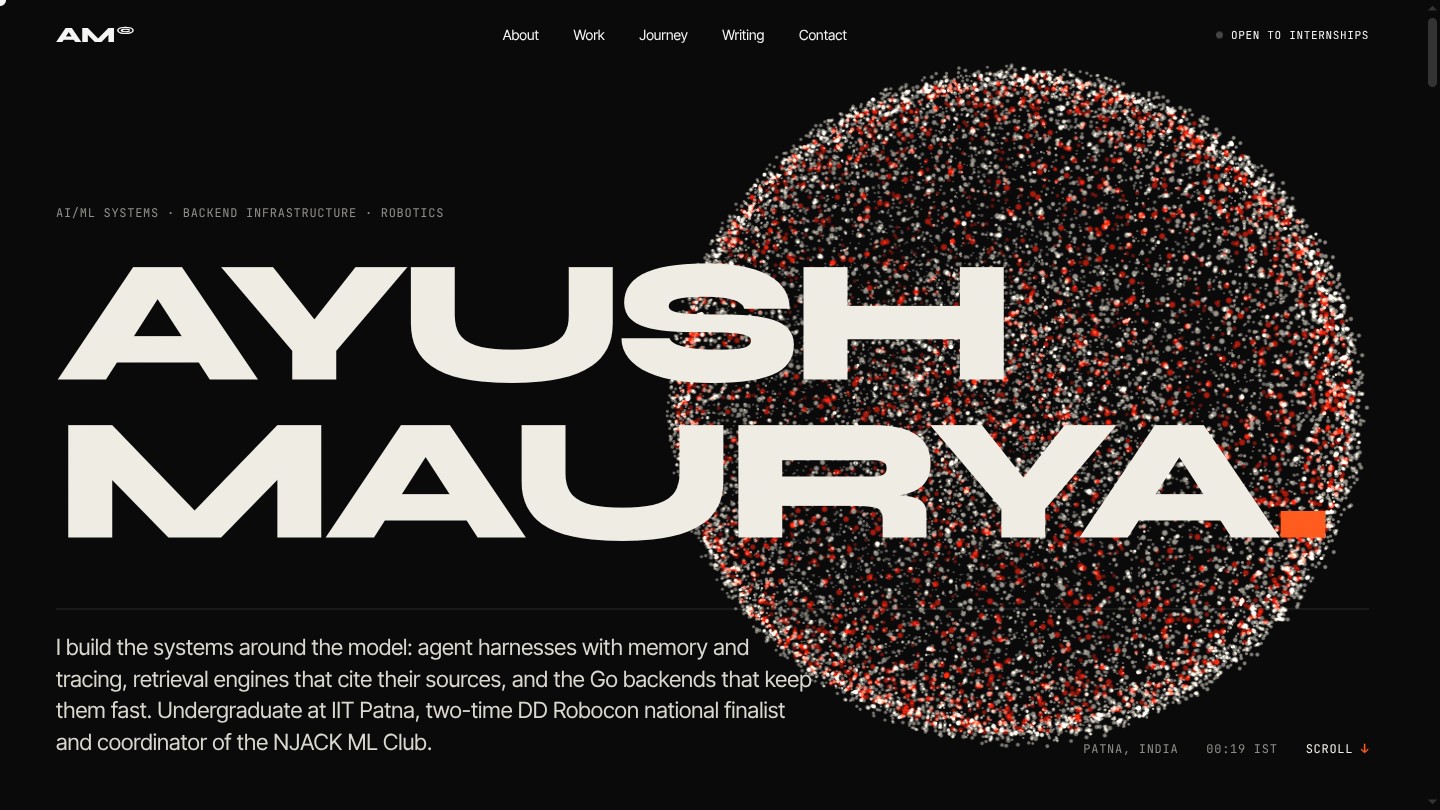 AM
About
Work
Journey
Writing
Contact
OPEN TO INTERNSHIPS
AI/ML SYSTEMS · BACKEND INFRASTRUCTURE · ROBOTICS
AYUSH
MAURYA.
I build the systems around the model: agent harnesses with memory and
tracing, retrieval engines that cite their sources, and the Go backends that keep
them fast. Undergraduate at IIT Patna, two-time DD Robocon national finalist
and coordinator of the NJACK ML Club.
PATNA, INDIA
00:19 IST
SCROLL ↓